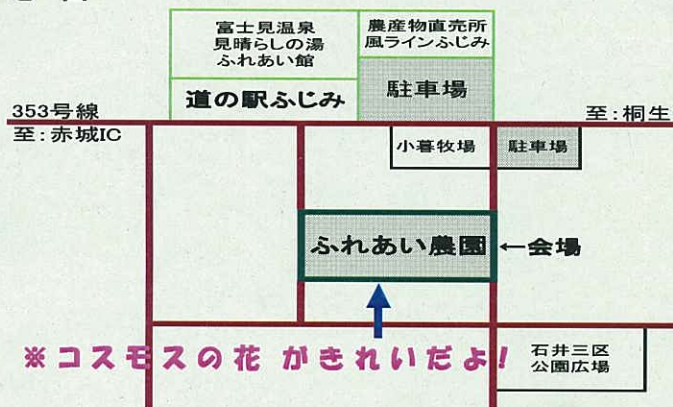 富士見温泉
見晴らしの湯
ふれあい館
農産物直売所
風ラインふじみ
道の駅ふじみ
駐車場
353号線
至:桐生
至:赤城IC
小暮牧場
駐車場
ふれあい農園
←会場
※コスモスの花がきれいだよ!
石井三区
公園広場